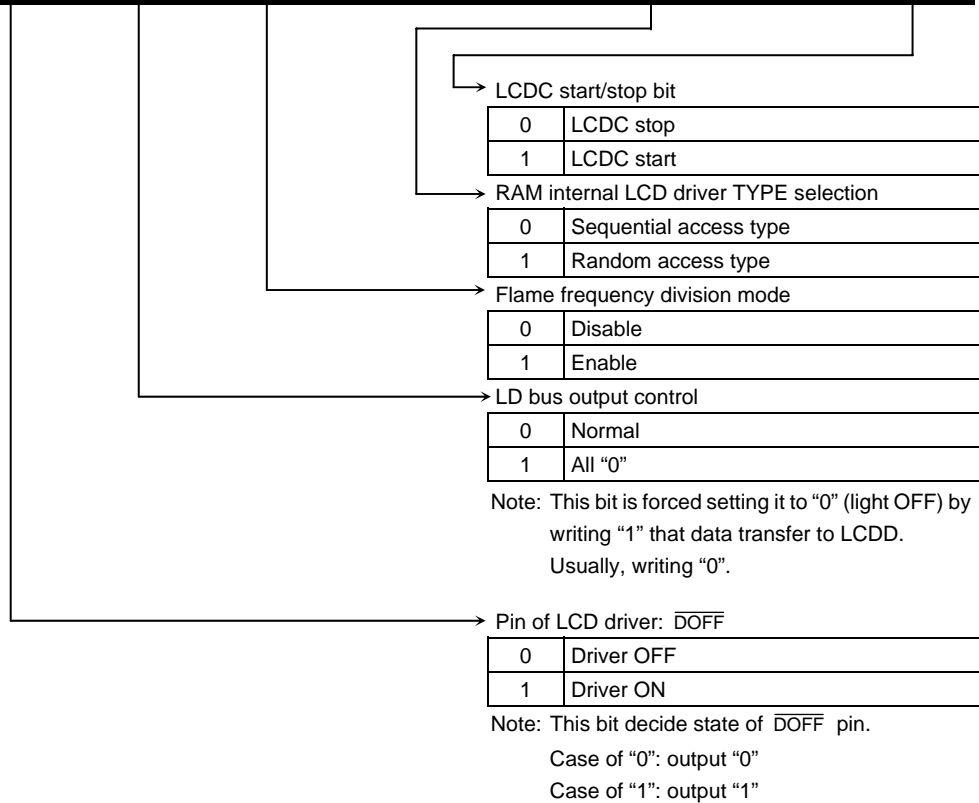 LCDC start/stop bit
0 LCDC stop
1 LCDC start
RAM internal LCD driver TYPE selection
0 Sequential access type
1 Random access type
Flame frequency division mode
0 Disable
1 Enable
LD bus output control
0 Normal
1 All “0”
Note: This bit is forced setting it to “0” (light OFF) by
writing “1” that data transfer to LCDD.
Usually, writing “0”.
Pin of LCD driver: D̅O̅F̅F̅
0 Driver OFF
1 Driver ON
Note: This bit decide state of D̅O̅F̅F̅ pin.
Case of “0”: output “0”
Case of “1”: output “1”